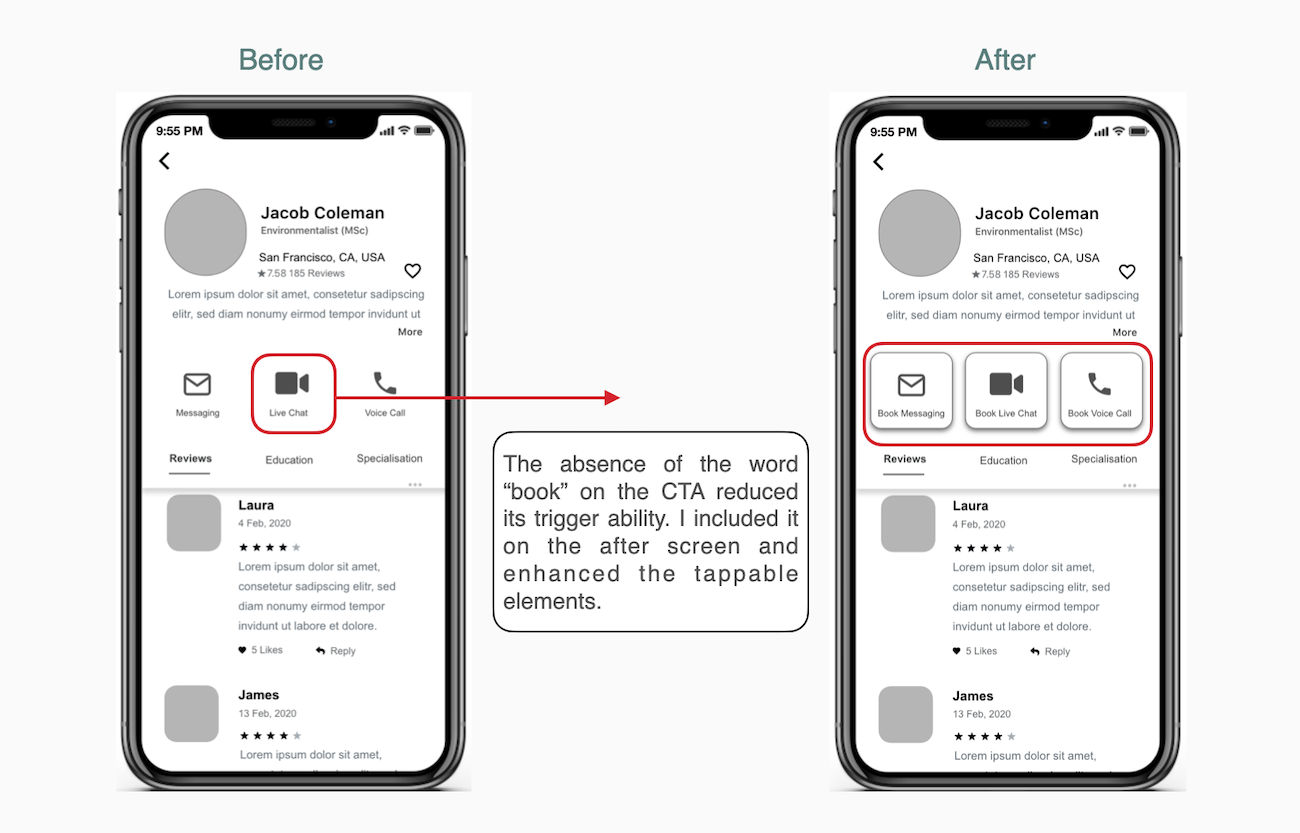 Before
9:55 PM
Jacob Coleman
Environmentalist (MSc)
San Francisco, CA, USA
★7.58 185 Reviews
Lorem ipsum dolor sit amet, consetetur sadipscing
elitr, sed diam nonumy eirmod tempor invidunt ut
More
Messaging
Live Chat
Voice Call
Reviews
Education
Specialisation
Laura
4 Feb, 2020
Lorem ipsum dolor sit amet,
consetetur sadipscing elitr, sed
diam nonumy eirmod tempor
invidunt ut labore et dolore.
5 Likes
Reply
James
13 Feb, 2020
Lorem ipsum dolor sit amet,
The absence of the word
“book” on the CTA reduced
its trigger ability. I included it
on the after screen and
enhanced the tappable
elements.
After
9:55 PM
Jacob Coleman
Environmentalist (MSc)
San Francisco, CA, USA
★7.58 185 Reviews
Lorem ipsum dolor sit amet, consetetur sadipscing
elitr, sed diam nonumy eirmod tempor invidunt ut
More
Book Messaging
Book Live Chat
Book Voice Call
Reviews
Education
Specialisation
Laura
4 Feb, 2020
Lorem ipsum dolor sit amet,
consetetur sadipscing elitr, sed
diam nonumy eirmod tempor
invidunt ut labore et dolore.
5 Likes
Reply
James
13 Feb, 2020
Lorem ipsum dolor sit amet,